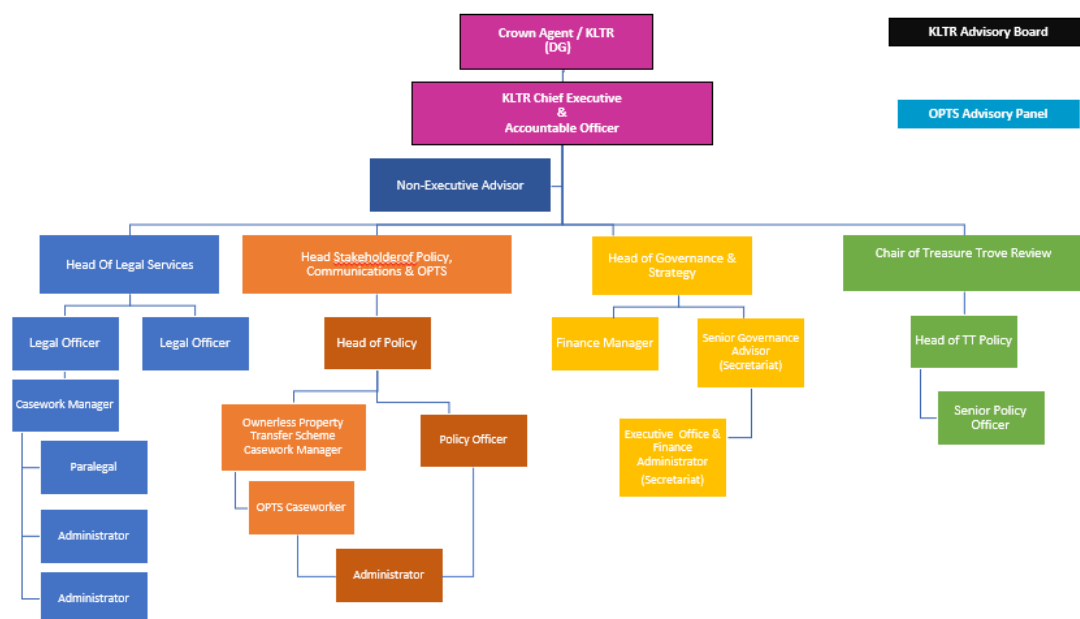 Crown Agent / KLTR
(DG)
KLTR Advisory Board
KLTR Chief Executive
&
Accountable Officer
OPTS Advisory Panel
Non-Executive Advisor
Head Of Legal Services
Head Stakeholderof Policy,
Communications & OPTS
Head of Governance &
Strategy
Chair of Treasure Trove Review
Legal Officer
Legal Officer
Head of Policy
Finance Manager
Senior Governance
Advisor
(Secretariat)
Head of TT Policy
Casework Manager
Ownerless Property
Transfer Scheme
Casework Manager
Policy Officer
Executive Office &
Finance
Administrator
(Secretariat)
Senior Policy
Officer
Paralegal
OPTS Caseworker
Administrator
Administrator
Administrator